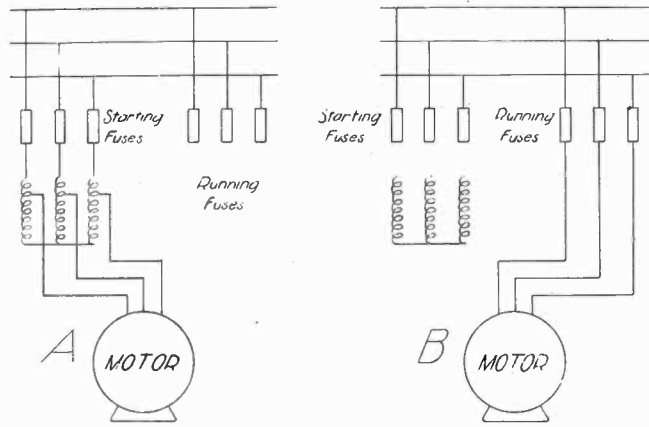 Starting
Fuses
Running
Fuses
A
MOTOR
Starting
Fuses
Running
Fuses
B
MOTOR